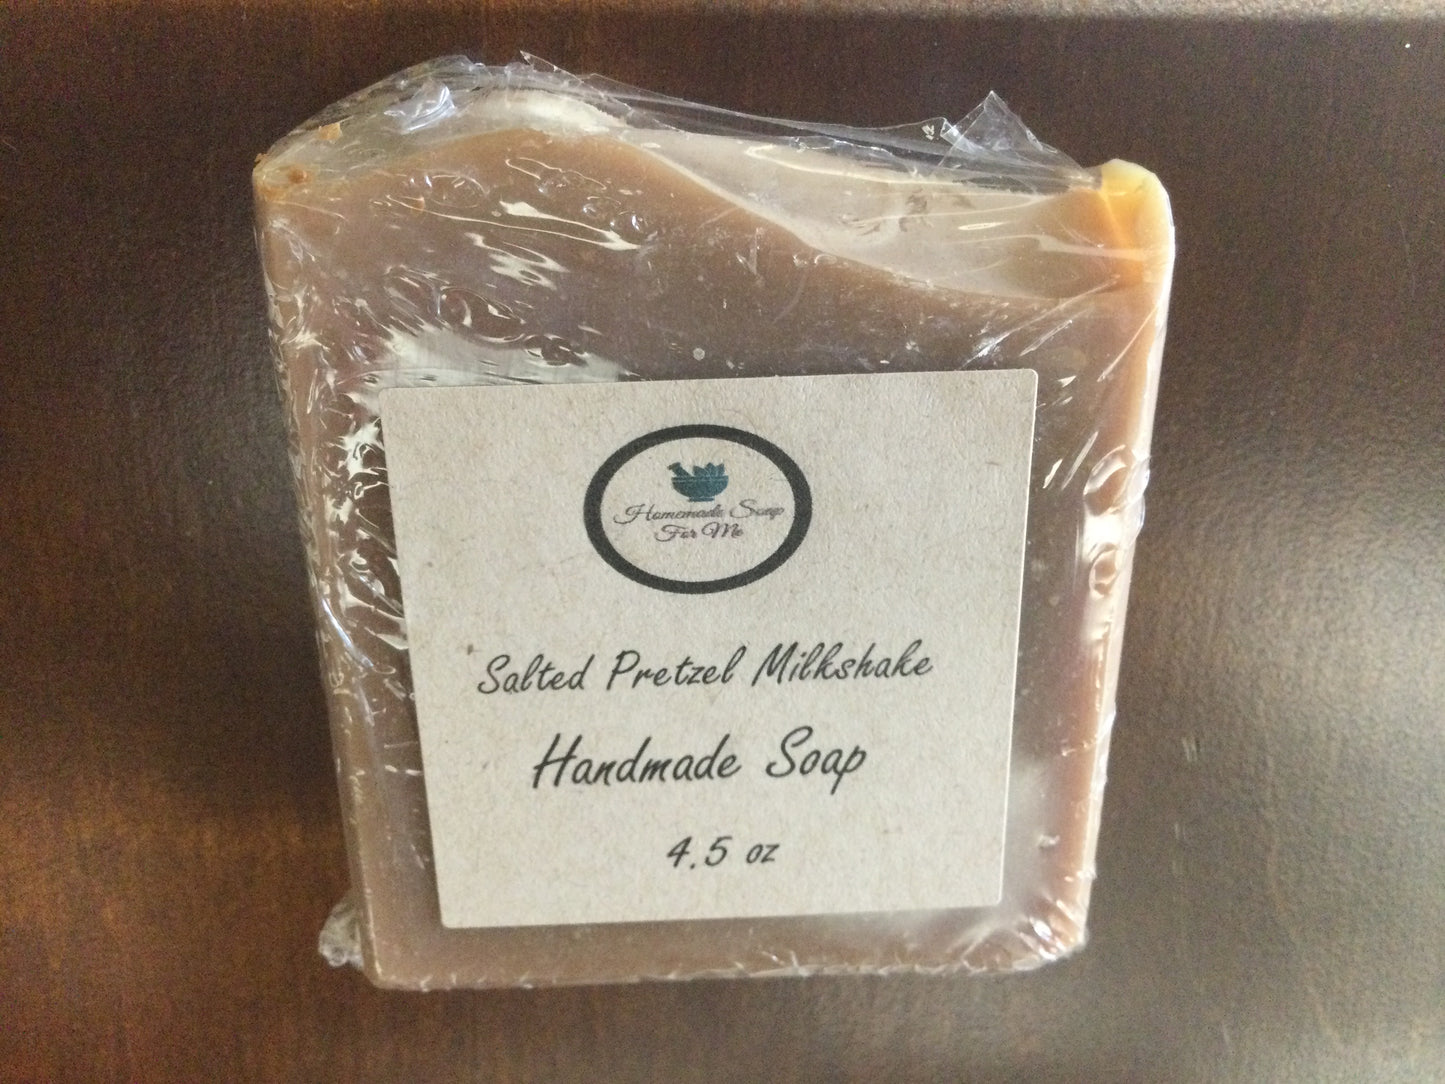 Homemade Soap
For Me
Salted Pretzel Milkshake
Handmade Soap
4.5 oz